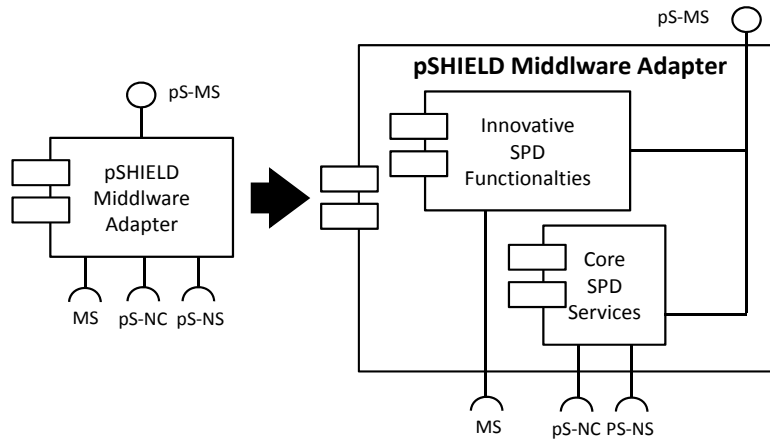 pS-MS
pSHIELD
Middlware
Adapter
MS
pS-NC
pS-NS
pS-MS
pSHIELD Middlware Adapter
Innovative
SPD
Functionalties
Core
SPD
Services
MS
pS-NC
PS-NS